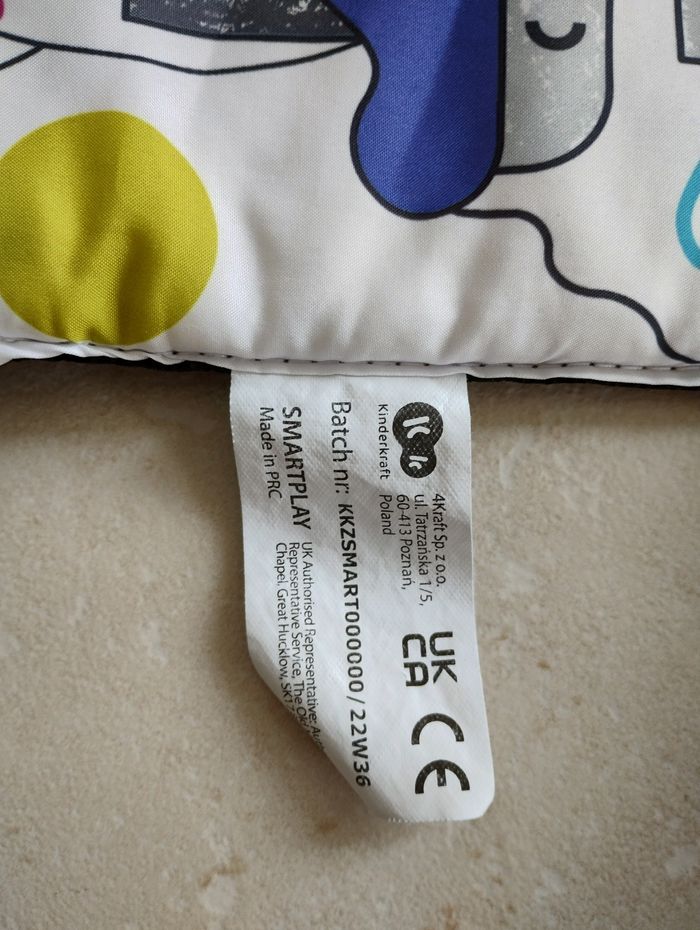 Kinderkraft
4Kraft Sp. z o.o.
ul. Tatrzańska 1/5,
60-413 Poznań,
Poland
UK
CA
CE
Batch nr: KKZSMART000000/22W36
SMARTPLAY
Made in PRC
UK Authorised Representative:
Representative Service, The
Chapel, Great Hucklow,